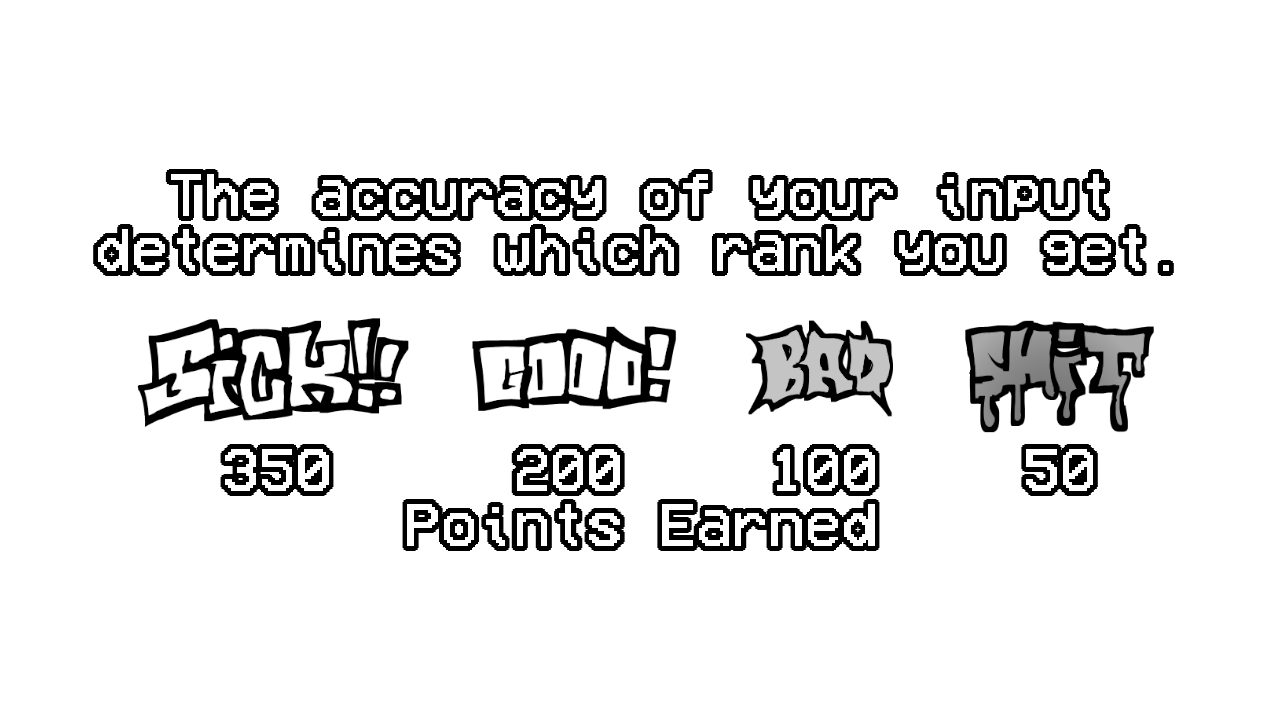 The accuracy of your input
determines which rank you get.
SiCK!! GOOD! BAD SHiT
350 200 100 50
Points Earned